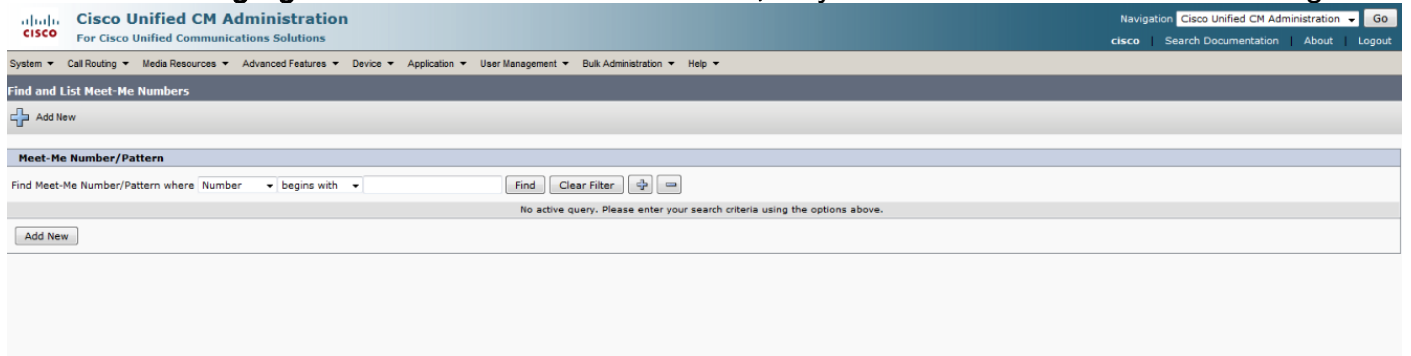 Cisco Unified CM Administration
For Cisco Unified Communications Solutions
CISCO
Navigation Cisco Unified CM Administration Go
cisco | Search Documentation | About | Logout
System Call Routing Media Resources Advanced Features Device Application User Management Bulk Administration Help
Find and List Meet-Me Numbers
Add New
Meet-Me Number/Pattern
Find Meet-Me Number/Pattern where Number begins with Find Clear Filter
No active query. Please enter your search criteria using the options above.
Add New